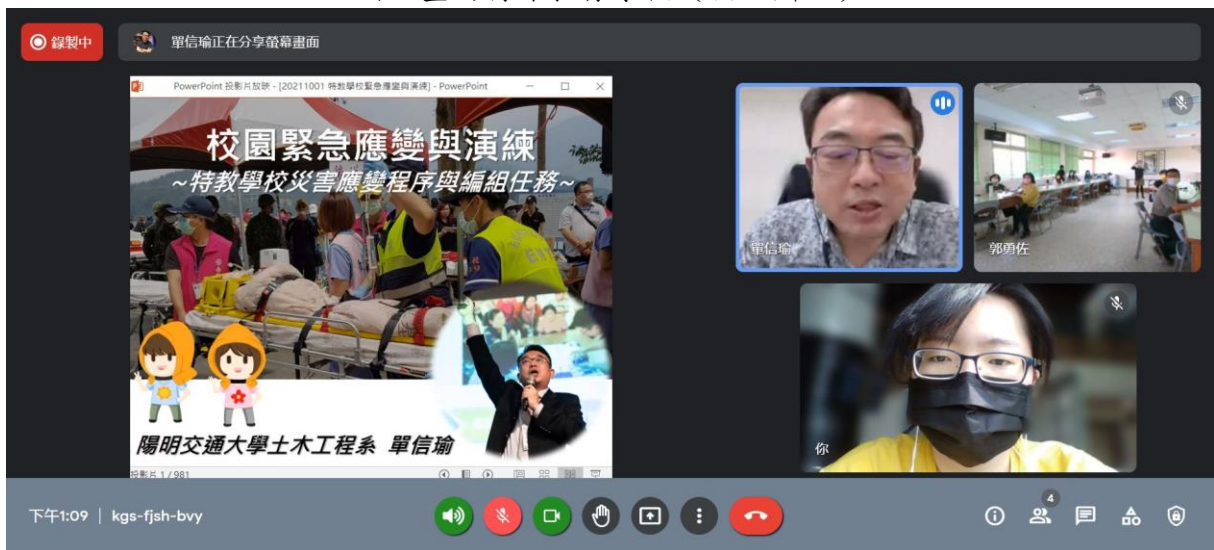 錄製中
單信瑜正在分享螢幕畫面
PowerPoint 投影片放映 - [20211001 特教學校緊急應變與演練] - PowerPoint
校園緊急應變與演練
~特教學校災害應變程序與編組任務~
陽明交通大學土木工程系 單信瑜
投影片 1 / 981
單信瑜
郭勇佐
你
下午1:09 | kgs-fjsh-bvy
4